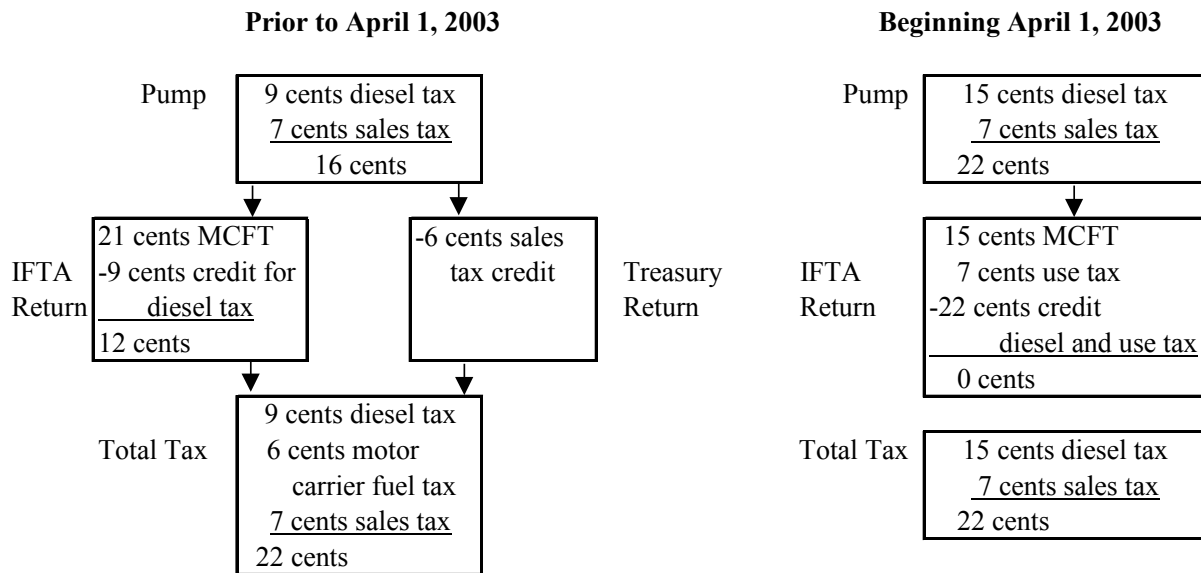 Prior to April 1, 2003
Pump
9 cents diesel tax
7 cents sales tax
16 cents
IFTA
Return
21 cents MCFT
-9 cents credit for
diesel tax
12 cents
-6 cents sales
tax credit
Treasury
Return
Total Tax
9 cents diesel tax
6 cents motor
carrier fuel tax
7 cents sales tax
22 cents
Beginning April 1, 2003
Pump
15 cents diesel tax
7 cents sales tax
22 cents
IFTA
Return
15 cents MCFT
7 cents use tax
-22 cents credit
diesel and use tax
0 cents
Total Tax
15 cents diesel tax
7 cents sales tax
22 cents